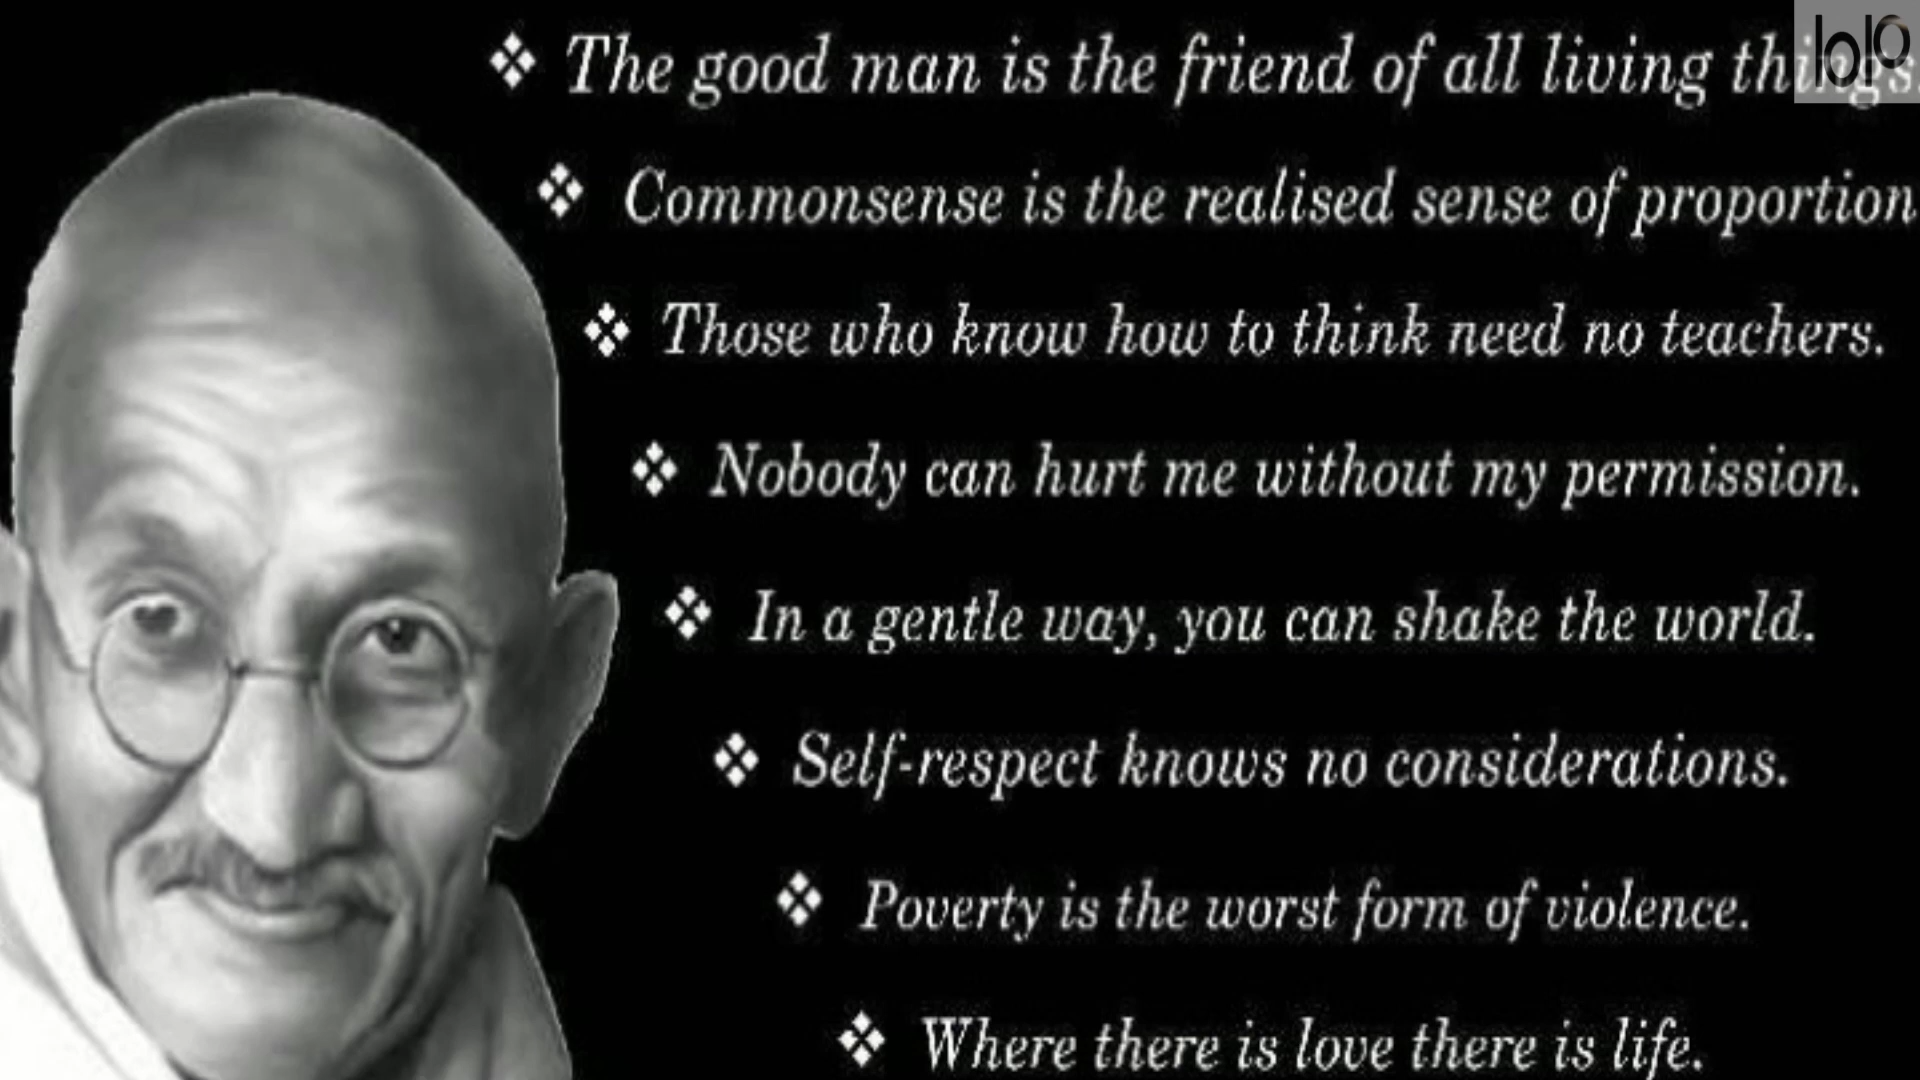 The good man is the friend of all living things.
Commonsense is the realised sense of proportion
Those who know how to think need no teachers.
Nobody can hurt me without my permission.
In a gentle way, you can shake the world.
Self-respect knows no considerations.
Poverty is the worst form of violence.
Where there is love there is life.
lolo